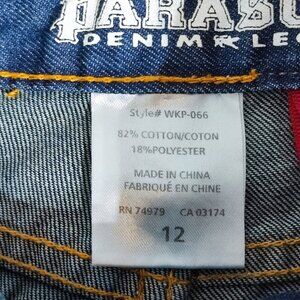 DENIM
Style# WKP-066
82% COTTON/COTON
18%POLYESTER
MADE IN CHINA
FABRIQUÉ EN CHINE
RN 74979 CA 03174
12